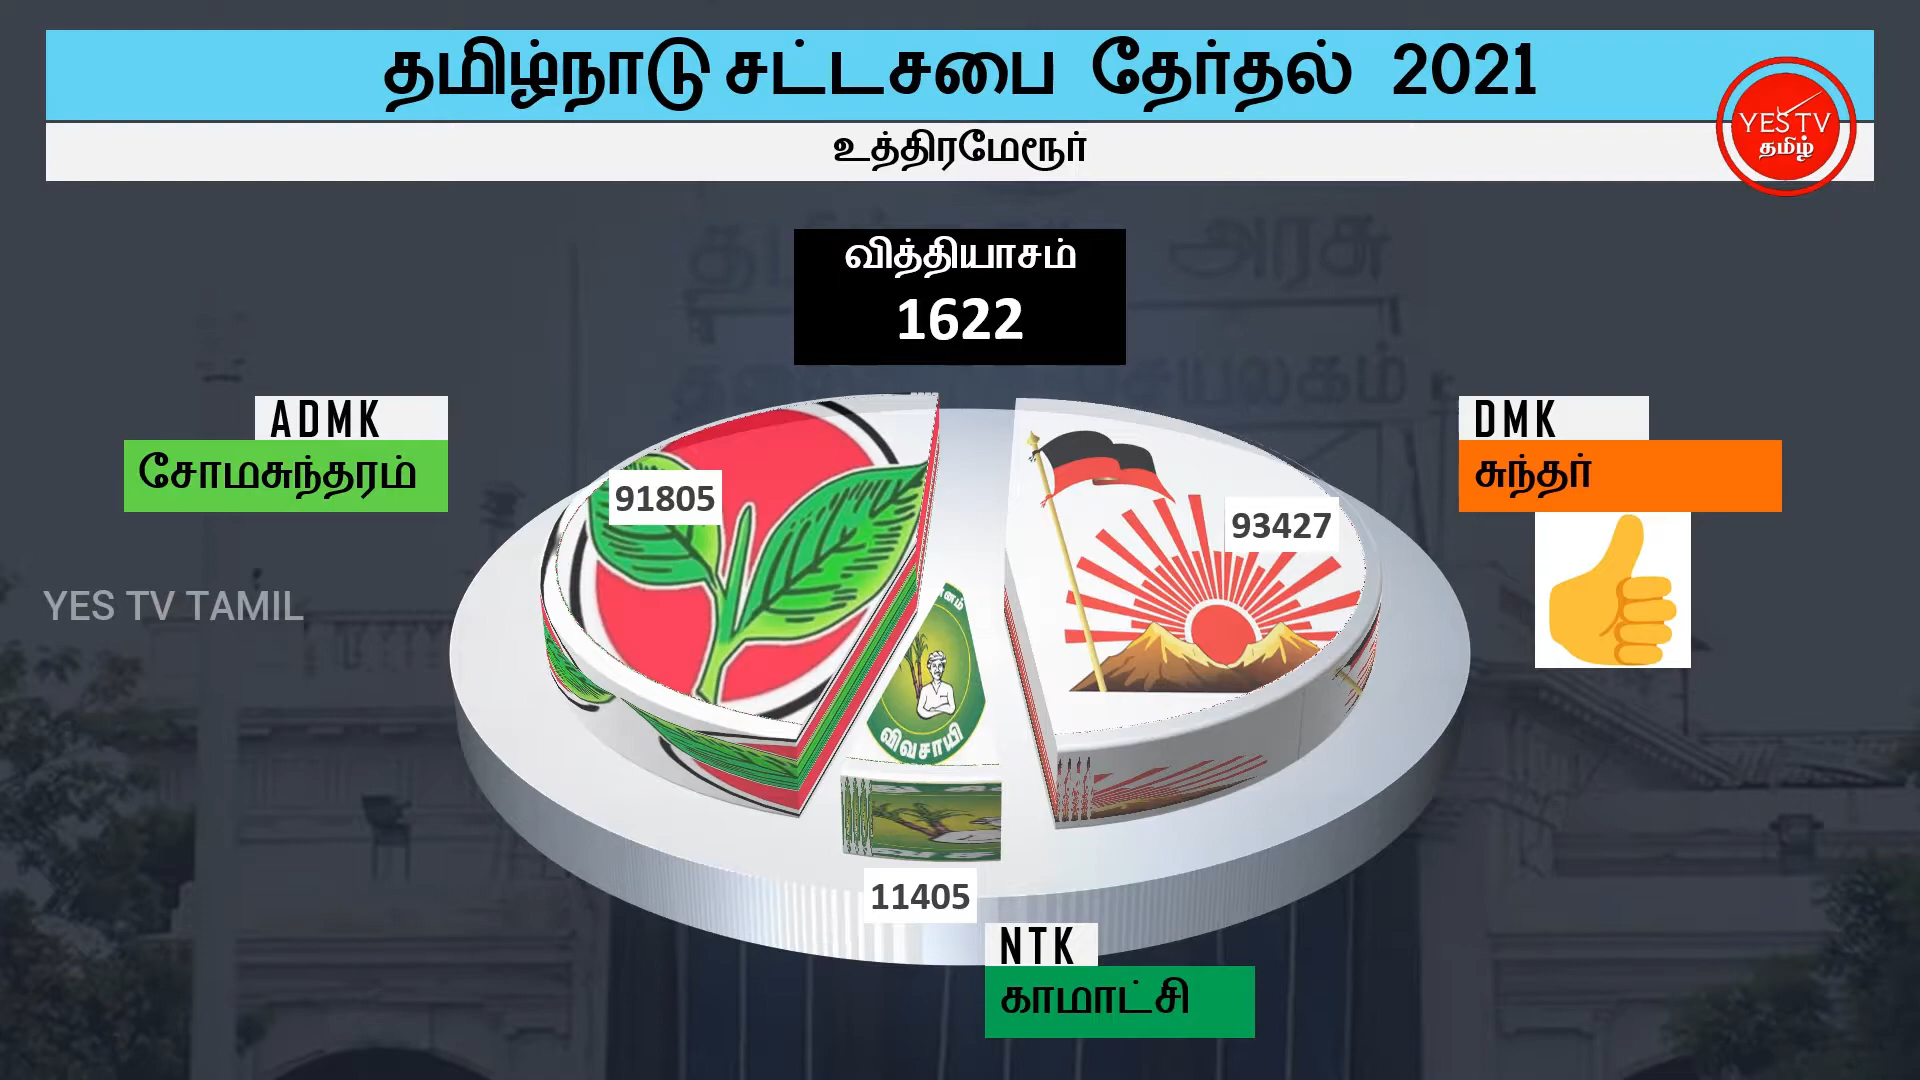 தமிழ்நாடு சட்டசபை தேர்தல் 2021
உத்திரமேரூர்
YES TV
தமிழ்
வித்தியாசம்
1622
ADMK
சோமசுந்தரம்
DMK
சுந்தர்
91805
93427
YES TV TAMIL
விவசாயி
11405
NTK
காமாட்சி